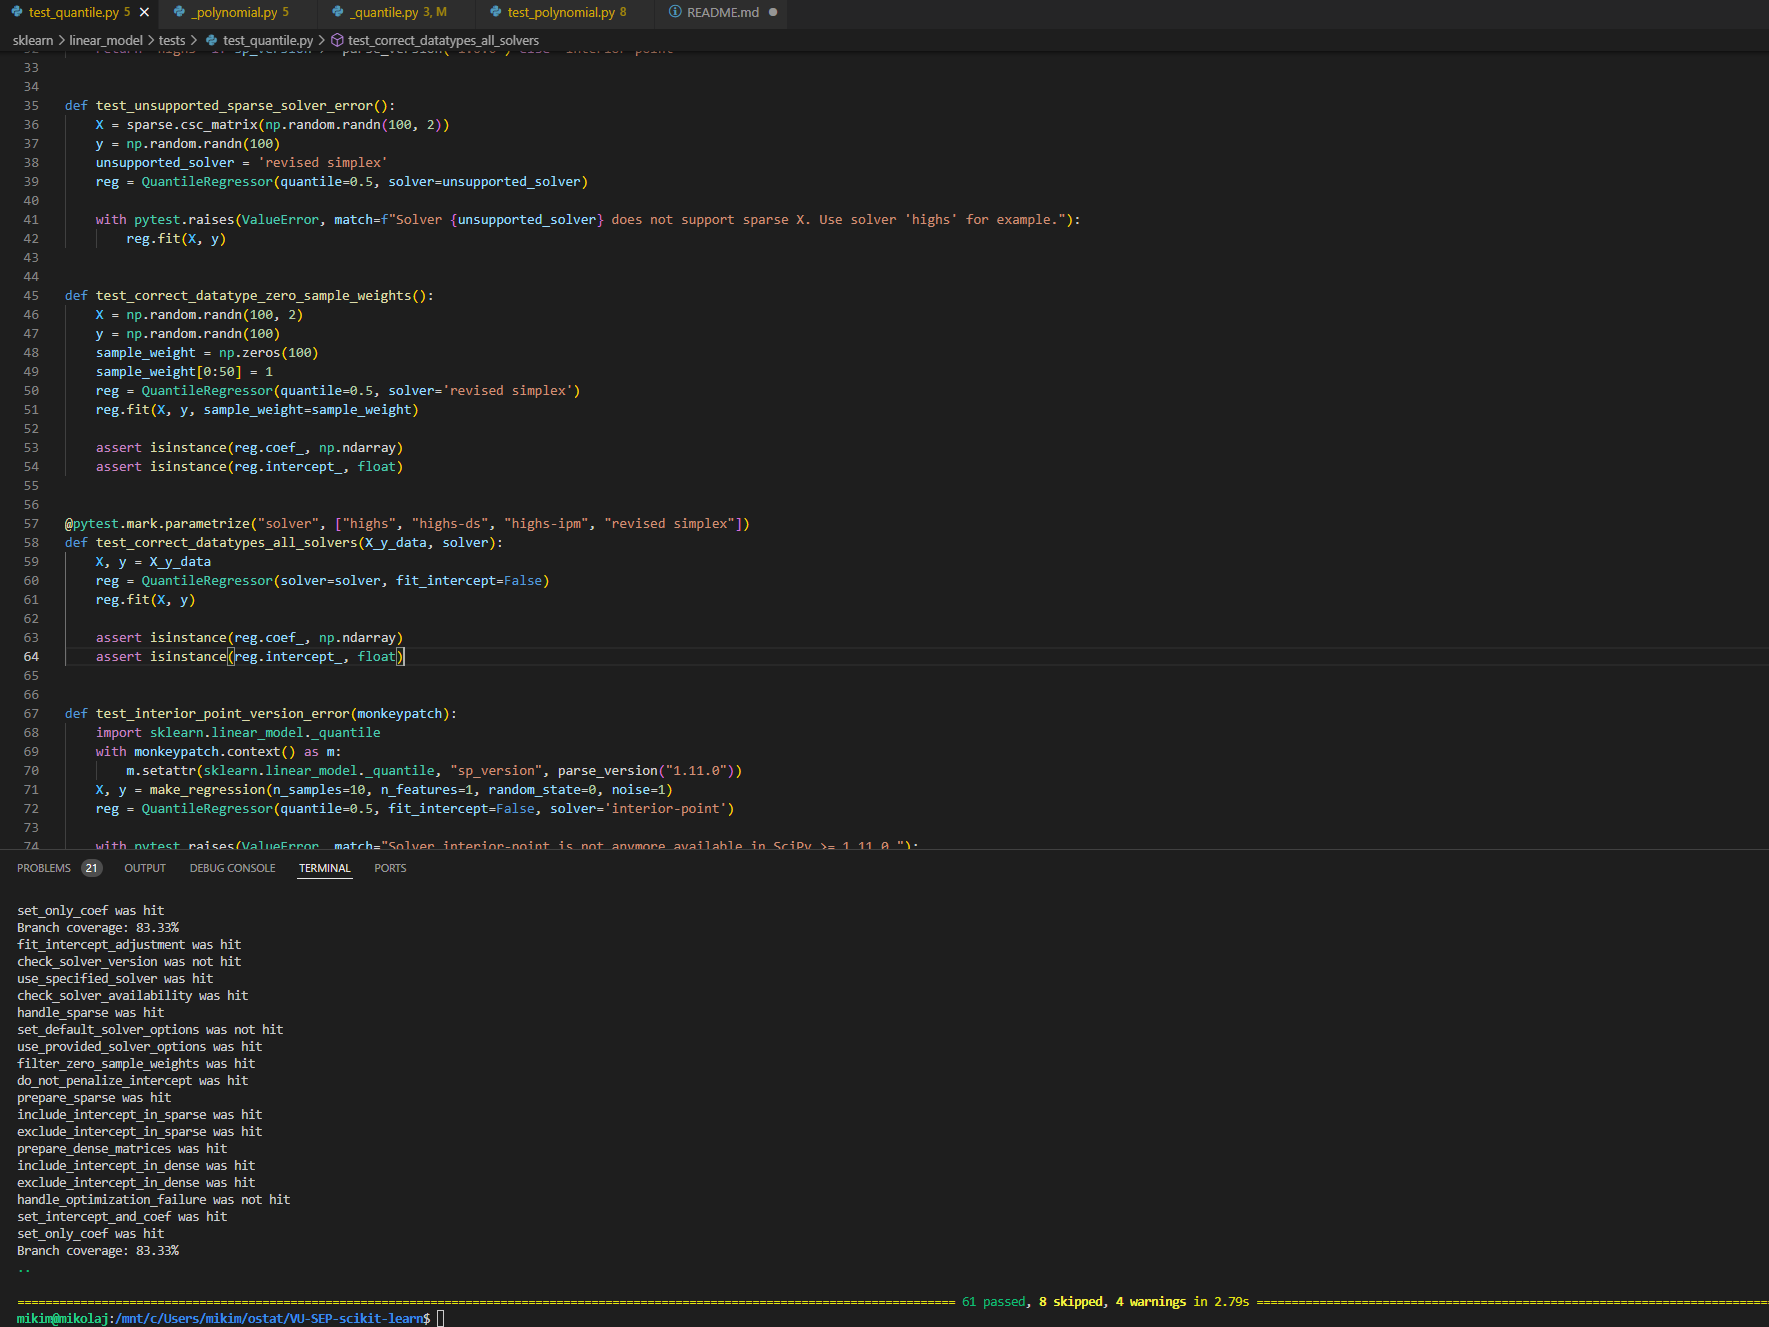 test_quantile.py 5 _polynomial.py 5 _quantile.py 3, M test_polynomial.py 8 README.md
sklearn > linear_model > tests > test_quantile.py > test_correct_datatypes_all_solvers
33
34
35 def test_unsupported_sparse_solver_error():
36 X = sparse.csc_matrix(np.random.randn(100, 2))
37 y = np.random.randn(100)
38 unsupported_solver = 'revised simplex'
39 reg = QuantileRegressor(quantile=0.5, solver=unsupported_solver)
40
41 with pytest.raises(ValueError, match=f"Solver {unsupported_solver} does not support sparse X. Use solver 'highs' for example."):
42 reg.fit(X, y)
43
44
45 def test_correct_datatype_zero_sample_weights():
46 X = np.random.randn(100, 2)
47 y = np.random.randn(100)
48 sample_weight = np.zeros(100)
49 sample_weight[0:50] = 1
50 reg = QuantileRegressor(quantile=0.5, solver='revised simplex')
51 reg.fit(X, y, sample_weight=sample_weight)
52
53 assert isinstance(reg.coef_, np.ndarray)
54 assert isinstance(reg.intercept_, float)
55
56
57 @pytest.mark.parametrize("solver", ["highs", "highs-ds", "highs-ipm", "revised simplex"])
58 def test_correct_datatypes_all_solvers(X_y_data, solver):
59 X, y = X_y_data
60 reg = QuantileRegressor(solver=solver, fit_intercept=False)
61 reg.fit(X, y)
62
63 assert isinstance(reg.coef_, np.ndarray)
64 assert isinstance(reg.intercept_, float)
65
66
67 def test_interior_point_version_error(monkeypatch):
68 import sklearn.linear_model._quantile
69 with monkeypatch.context() as m:
70 m.setattr(sklearn.linear_model._quantile, "sp_version", parse_version("1.11.0"))
71 X, y = make_regression(n_samples=10, n_features=1, random_state=0, noise=1)
72 reg = QuantileRegressor(quantile=0.5, fit_intercept=False, solver='interior-point')
73
74 with pytest.raises(ValueError, match="Solver interior-point is not anymore available in SciPy >= 1.11.0."):
PROBLEMS 21 OUTPUT DEBUG CONSOLE TERMINAL PORTS
set_only_coef was hit
Branch coverage: 83.33%
fit_intercept_adjustment was hit
check_solver_version was not hit
use_specified_solver was hit
check_solver_availability was hit
handle_sparse was hit
set_default_solver_options was not hit
use_provided_solver_options was hit
filter_zero_sample_weights was hit
do_not_penalize_intercept was hit
prepare_sparse was hit
include_intercept_in_sparse was hit
exclude_intercept_in_sparse was hit
prepare_dense_matrices was hit
include_intercept_in_dense was hit
exclude_intercept_in_dense was hit
handle_optimization_failure was not hit
set_intercept_and_coef was hit
set_only_coef was hit
Branch coverage: 83.33%
..
61 passed, 8 skipped, 4 warnings in 2.79s
mikim@mikolaj:/mnt/c/Users/mikim/ostat/VU-SEP-scikit-learn$